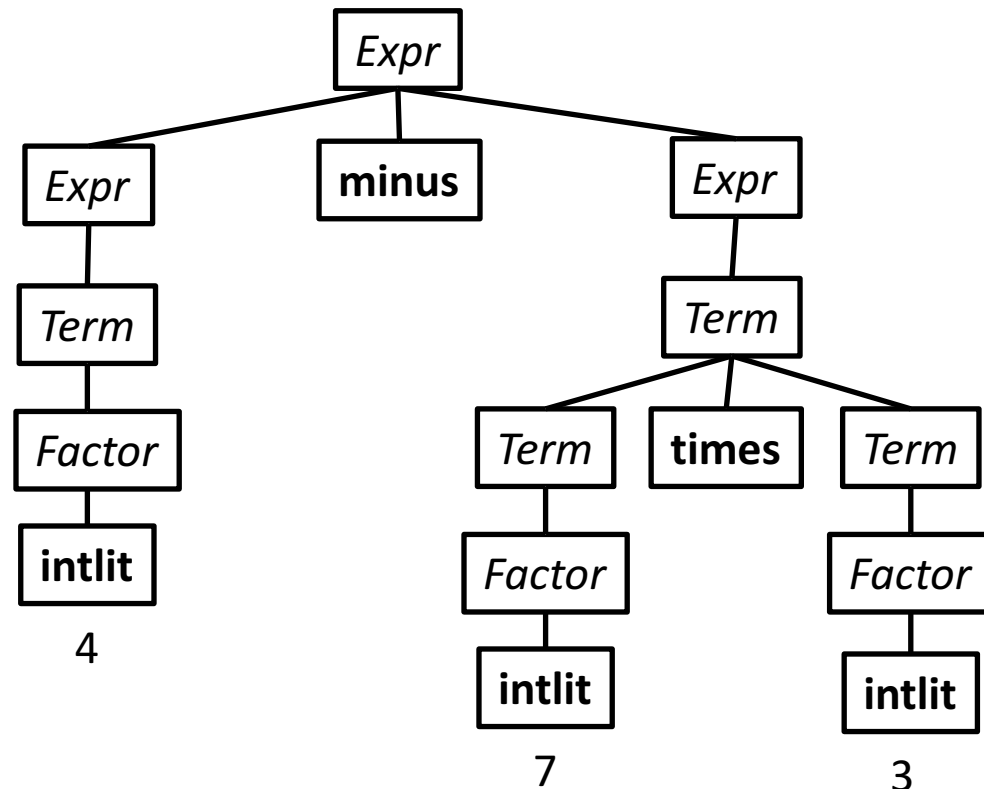 Expr
Expr
minus
Expr
Term
Term
Factor
Term
times
Term
intlit
Factor
Factor
4
intlit
intlit
7
3